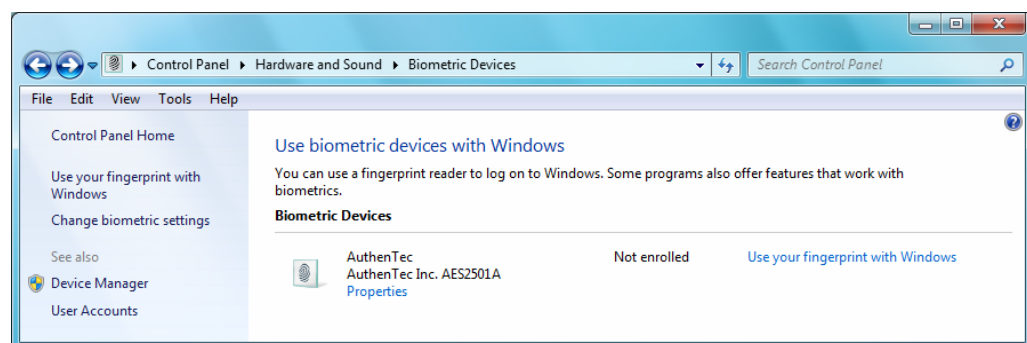 Control Panel ▸ Hardware and Sound ▸ Biometric Devices
Search Control Panel
File Edit View Tools Help
Control Panel Home
Use your fingerprint with
Windows
Change biometric settings
See also
Device Manager
User Accounts
Use biometric devices with Windows
You can use a fingerprint reader to log on to Windows. Some programs also offer features that work with
biometrics.
Biometric Devices
AuthenTec Not enrolled Use your fingerprint with Windows
AuthenTec Inc. AES2501A
Properties